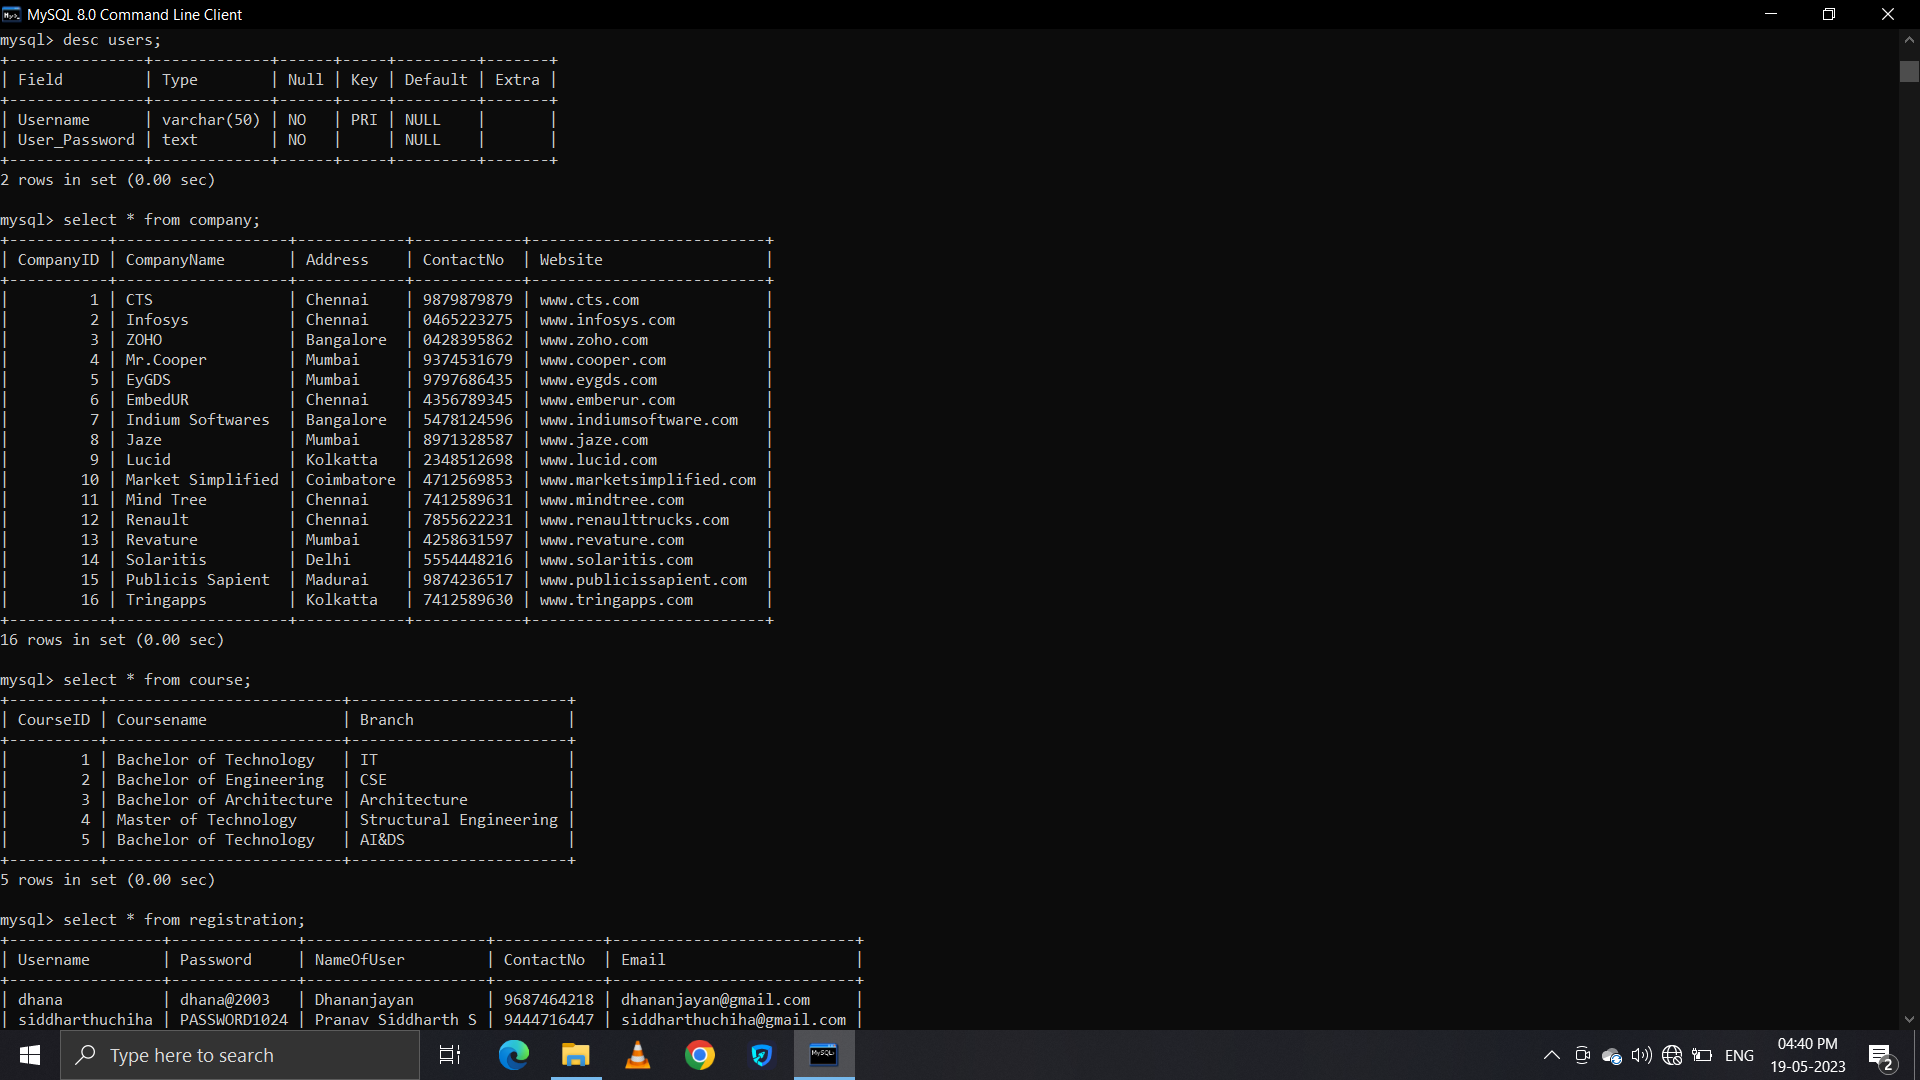 MySQL 8.0 Command Line Client
mysql> desc users;
+---------------+-------------+------+-----+---------+-------+
| Field         | Type        | Null | Key | Default | Extra |
+---------------+-------------+------+-----+---------+-------+
| Username      | varchar(50) | NO   | PRI | NULL    |       |
| User_Password | text        | NO   |     | NULL    |       |
+---------------+-------------+------+-----+---------+-------+
2 rows in set (0.00 sec)
mysql> select * from company;
+-----------+-------------------+------------+------------+--------------------------+
| CompanyID | CompanyName       | Address    | ContactNo  | Website                  |
+-----------+-------------------+------------+------------+--------------------------+
|         1 | CTS               | Chennai    | 9879879879 | www.cts.com              |
|         2 | Infosys           | Chennai    | 0465223275 | www.infosys.com          |
|         3 | ZOHO              | Bangalore  | 0428395862 | www.zoho.com             |
|         4 | Mr.Cooper         | Mumbai     | 9374531679 | www.cooper.com           |
|         5 | EyGDS             | Mumbai     | 9797686435 | www.eygds.com            |
|         6 | EmbedUR           | Chennai    | 4356789345 | www.emberur.com          |
|         7 | Indium Softwares  | Bangalore  | 5478124596 | www.indiumsoftware.com   |
|         8 | Jaze              | Mumbai     | 8971328587 | www.jaze.com             |
|         9 | Lucid             | Kolkatta   | 2348512698 | www.lucid.com            |
|        10 | Market Simplified | Coimbatore | 4712569853 | www.marketsimplified.com |
|        11 | Mind Tree         | Chennai    | 7412589631 | www.mindtree.com         |
|        12 | Renault           | Chennai    | 7855622231 | www.renaulttrucks.com    |
|        13 | Revature          | Mumbai     | 4258631597 | www.revature.com         |
|        14 | Solaritis         | Delhi      | 5554448216 | www.solaritis.com        |
|        15 | Publicis Sapient  | Madurai    | 9874236517 | www.publicissapient.com  |
|        16 | Tringapps         | Kolkatta   | 7412589630 | www.tringapps.com        |
+-----------+-------------------+------------+------------+--------------------------+
16 rows in set (0.00 sec)
mysql> select * from course;
+----------+--------------------------+------------------------+
| CourseID | Coursename               | Branch                 |
+----------+--------------------------+------------------------+
|        1 | Bachelor of Technology   | IT                     |
|        2 | Bachelor of Engineering  | CSE                    |
|        3 | Bachelor of Architecture | Architecture           |
|        4 | Master of Technology     | Structural Engineering |
|        5 | Bachelor of Technology   | AI&DS                  |
+----------+--------------------------+------------------------+
5 rows in set (0.00 sec)
mysql> select * from registration;
+-----------------+--------------+--------------------+------------+---------------------------+
| Username        | Password     | NameOfUser         | ContactNo  | Email                     |
+-----------------+--------------+--------------------+------------+---------------------------+
| dhana           | dhana@2003   | Dhananjayan        | 9687464218 | dhananjayan@gmail.com     |
| siddharthuchiha | PASSWORD1024 | Pranav Siddharth S | 9444716447 | siddharthuchiha@gmail.com |
Type here to search
MySQL
ENG
04:40 PM
19-05-2023
2